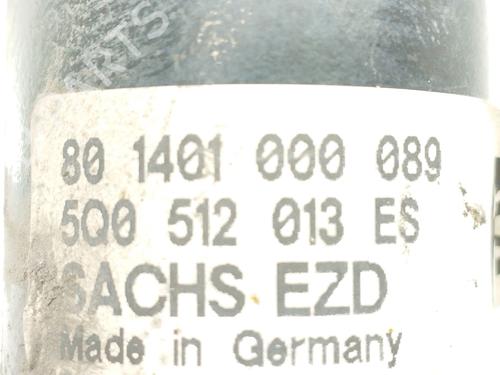 80 1401 000 089
5Q0 512 013 ES
SACHS EZD
Made in Germany